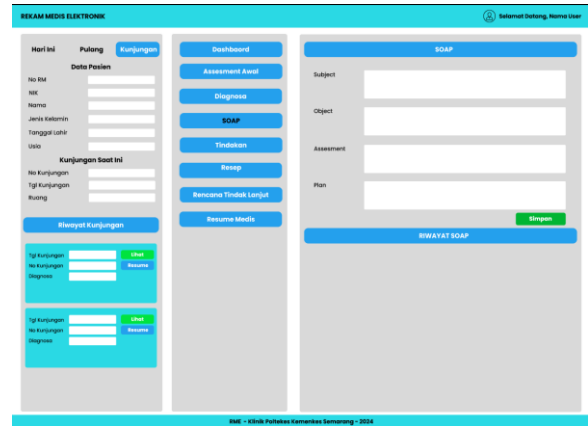 REKAM MEDIS ELEKTRONIK
Selamat Datang, Nama User
Hari Ini Pulang Kunjungan
Data Pasien
No RM
NIK
Nama
Jenis Kelamin
Tanggal Lahir
Usia
Kunjungan Saat Ini
No Kunjungan
Tgl Kunjungan
Ruang
Riwayat Kunjungan
Tgl Kunjungan Lihat
No Kunjungan Resume
Diagnosa
Tgl Kunjungan Lihat
No Kunjungan Resume
Diagnosa
Dashbaord
Assesment Awal
Diagnosa
SOAP
Tindakan
Resep
Rencana Tindak Lanjut
Resume Medis
SOAP
Subject
Object
Assesment
Plan
Simpan
RIWAYAT SOAP
RME - Klinik Poltekes Kemenkes Semarang - 2024